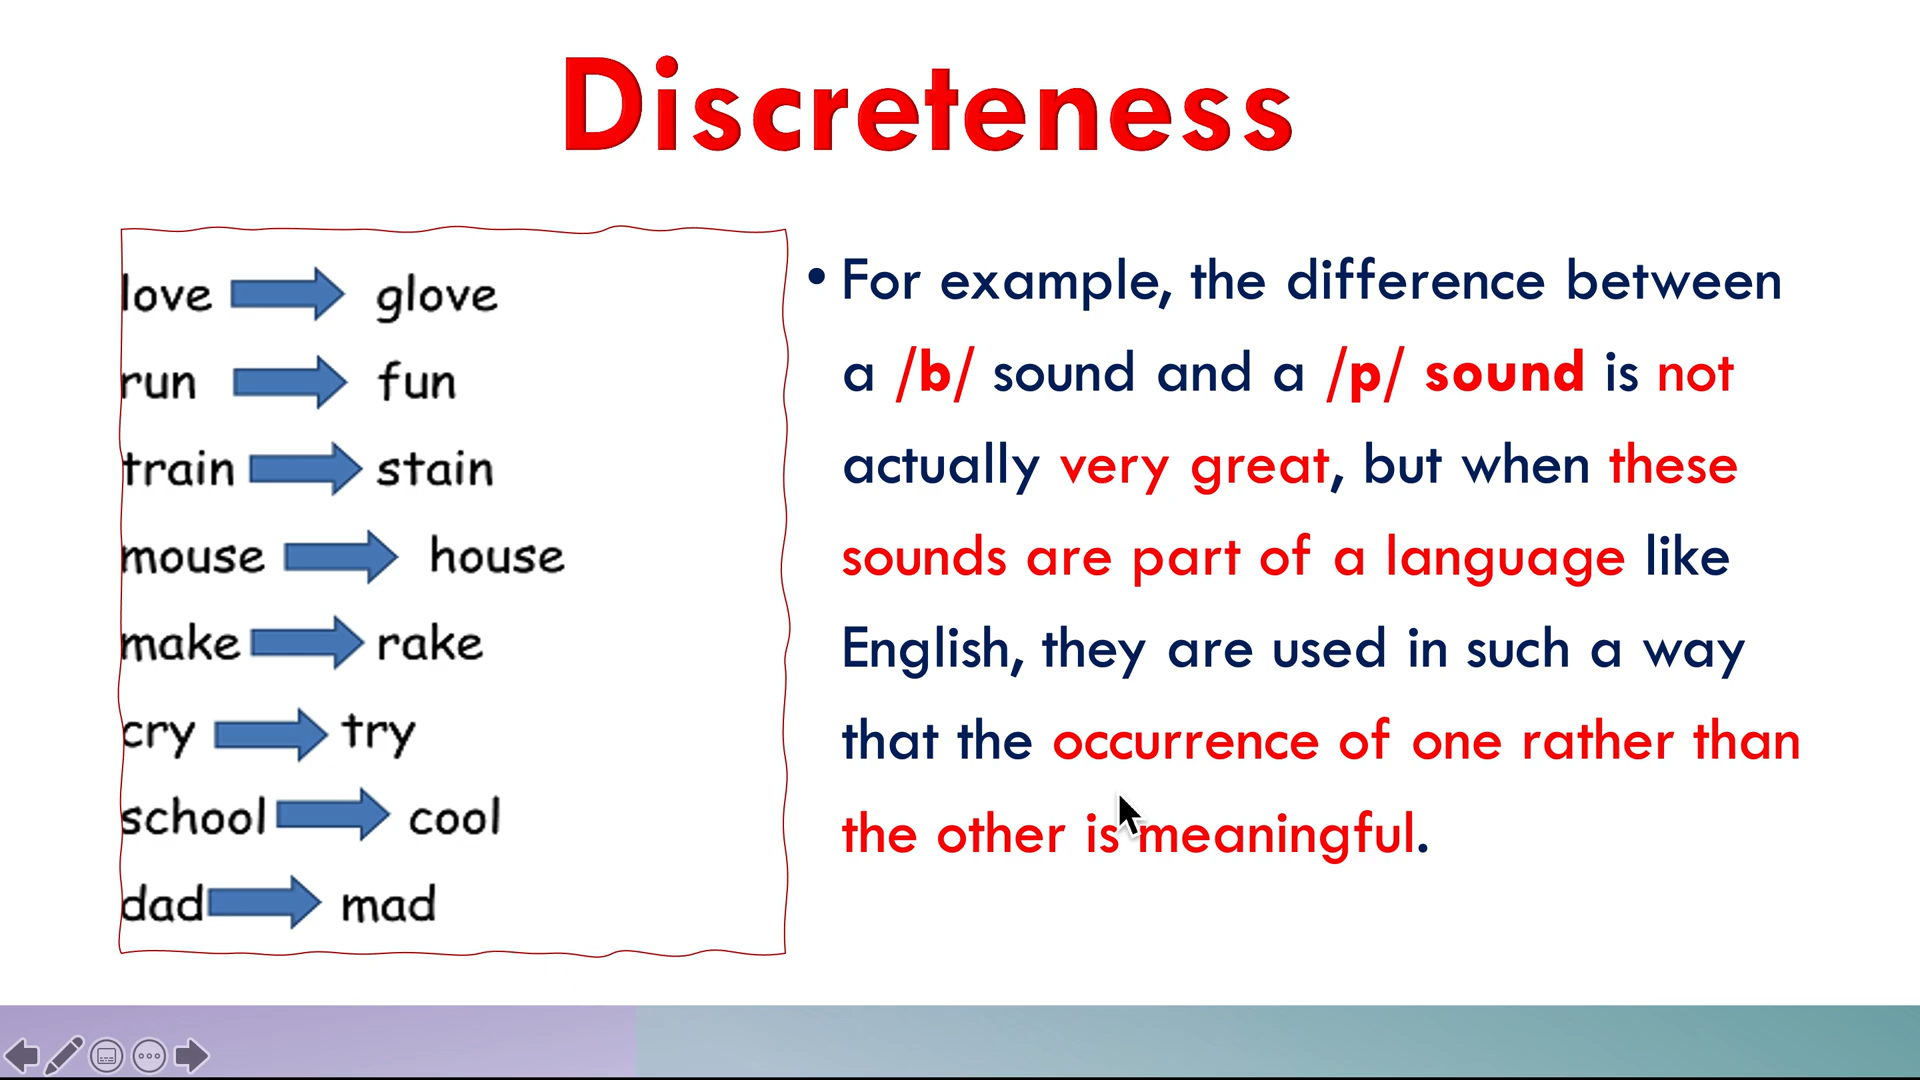 Discreteness
love glove
run fun
train stain
mouse house
make rake
cry try
school cool
dad mad
• For example, the difference between
a /b/ sound and a /p/ sound is not
actually very great, but when these
sounds are part of a language like
English, they are used in such a way
that the occurrence of one rather than
the other is meaningful.